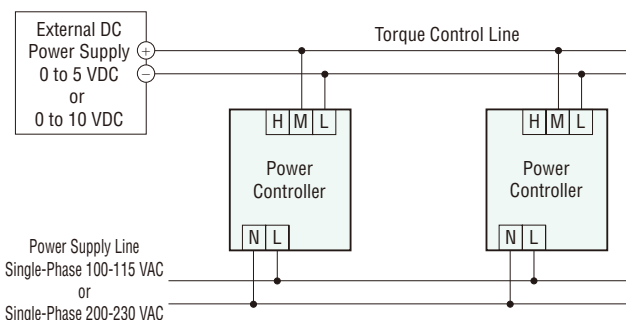 External DC
Power Supply
0 to 5 VDC
or
0 to 10 VDC
+
−
Torque Control Line
H M L
Power
Controller
N L
H M L
Power
Controller
N L
Power Supply Line
Single-Phase 100-115 VAC
or
Single-Phase 200-230 VAC